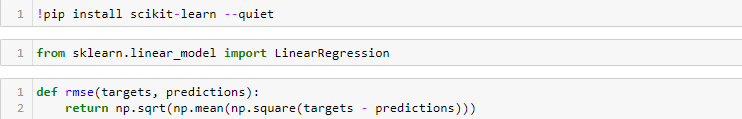 1 !pip install scikit-learn --quiet
1 from sklearn.linear_model import LinearRegression
1 def rmse(targets, predictions):
2     return np.sqrt(np.mean(np.square(targets - predictions)))